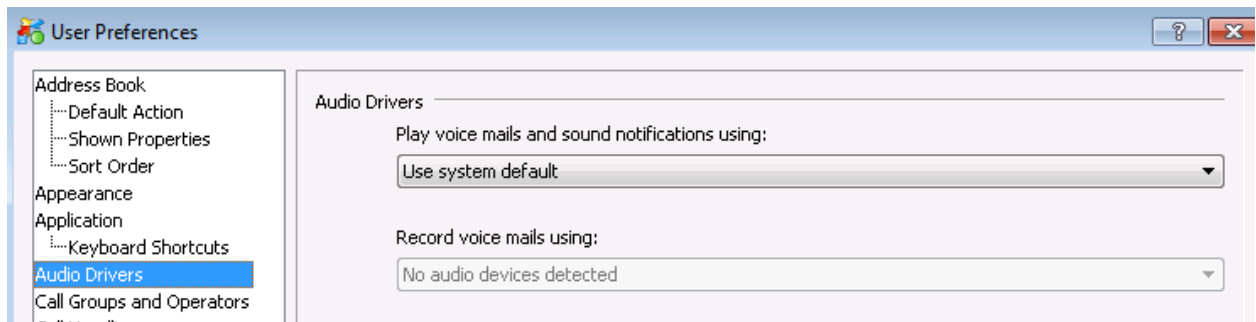 User Preferences
Address Book
Default Action
Shown Properties
Sort Order
Appearance
Application
Keyboard Shortcuts
Audio Drivers
Call Groups and Operators
Audio Drivers
Play voice mails and sound notifications using:
Use system default
Record voice mails using:
No audio devices detected